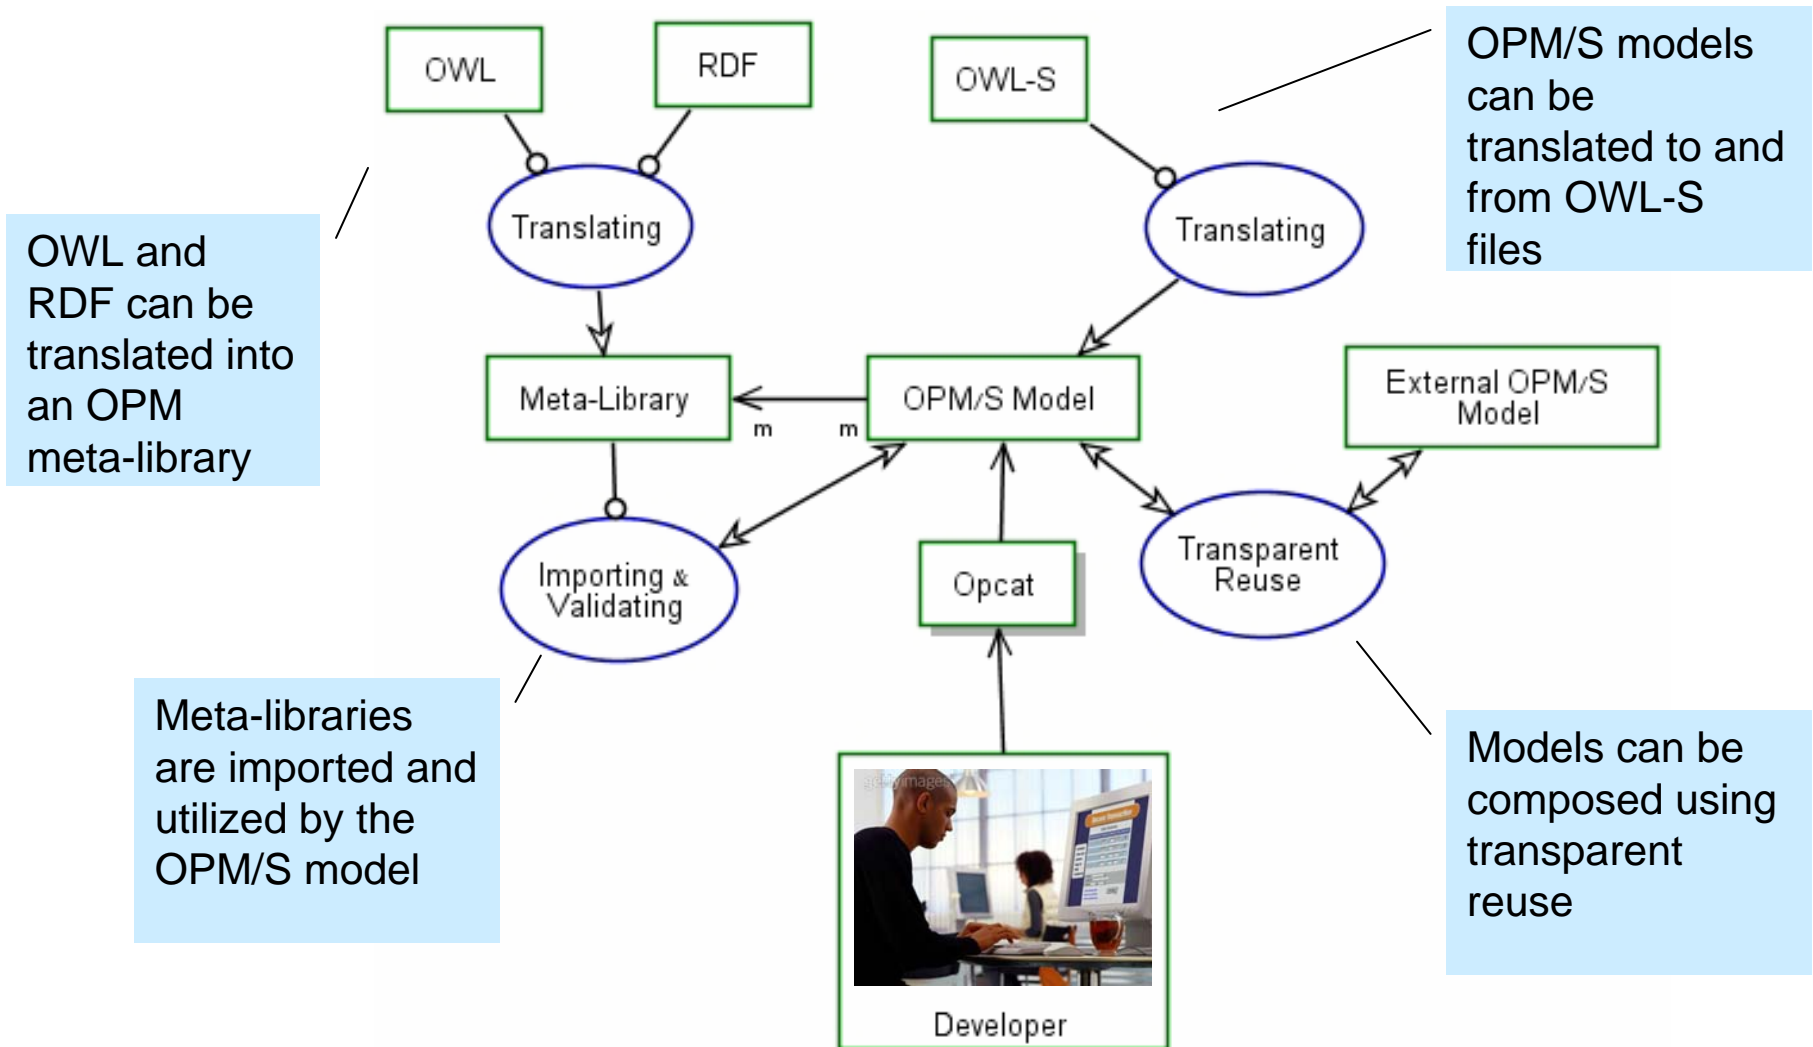 OWL
RDF
OWL-S
OPM/S models
can be
translated to and
from OWL-S
files
Translating
Translating
OWL and
RDF can be
translated into
an OPM
meta-library
Meta-Library
m
m
OPM/S Model
External OPM/S
Model
Importing &
Validating
Opcat
Transparent
Reuse
Meta-libraries
are imported and
utilized by the
OPM/S model
Models can be
composed using
transparent
reuse
Developer